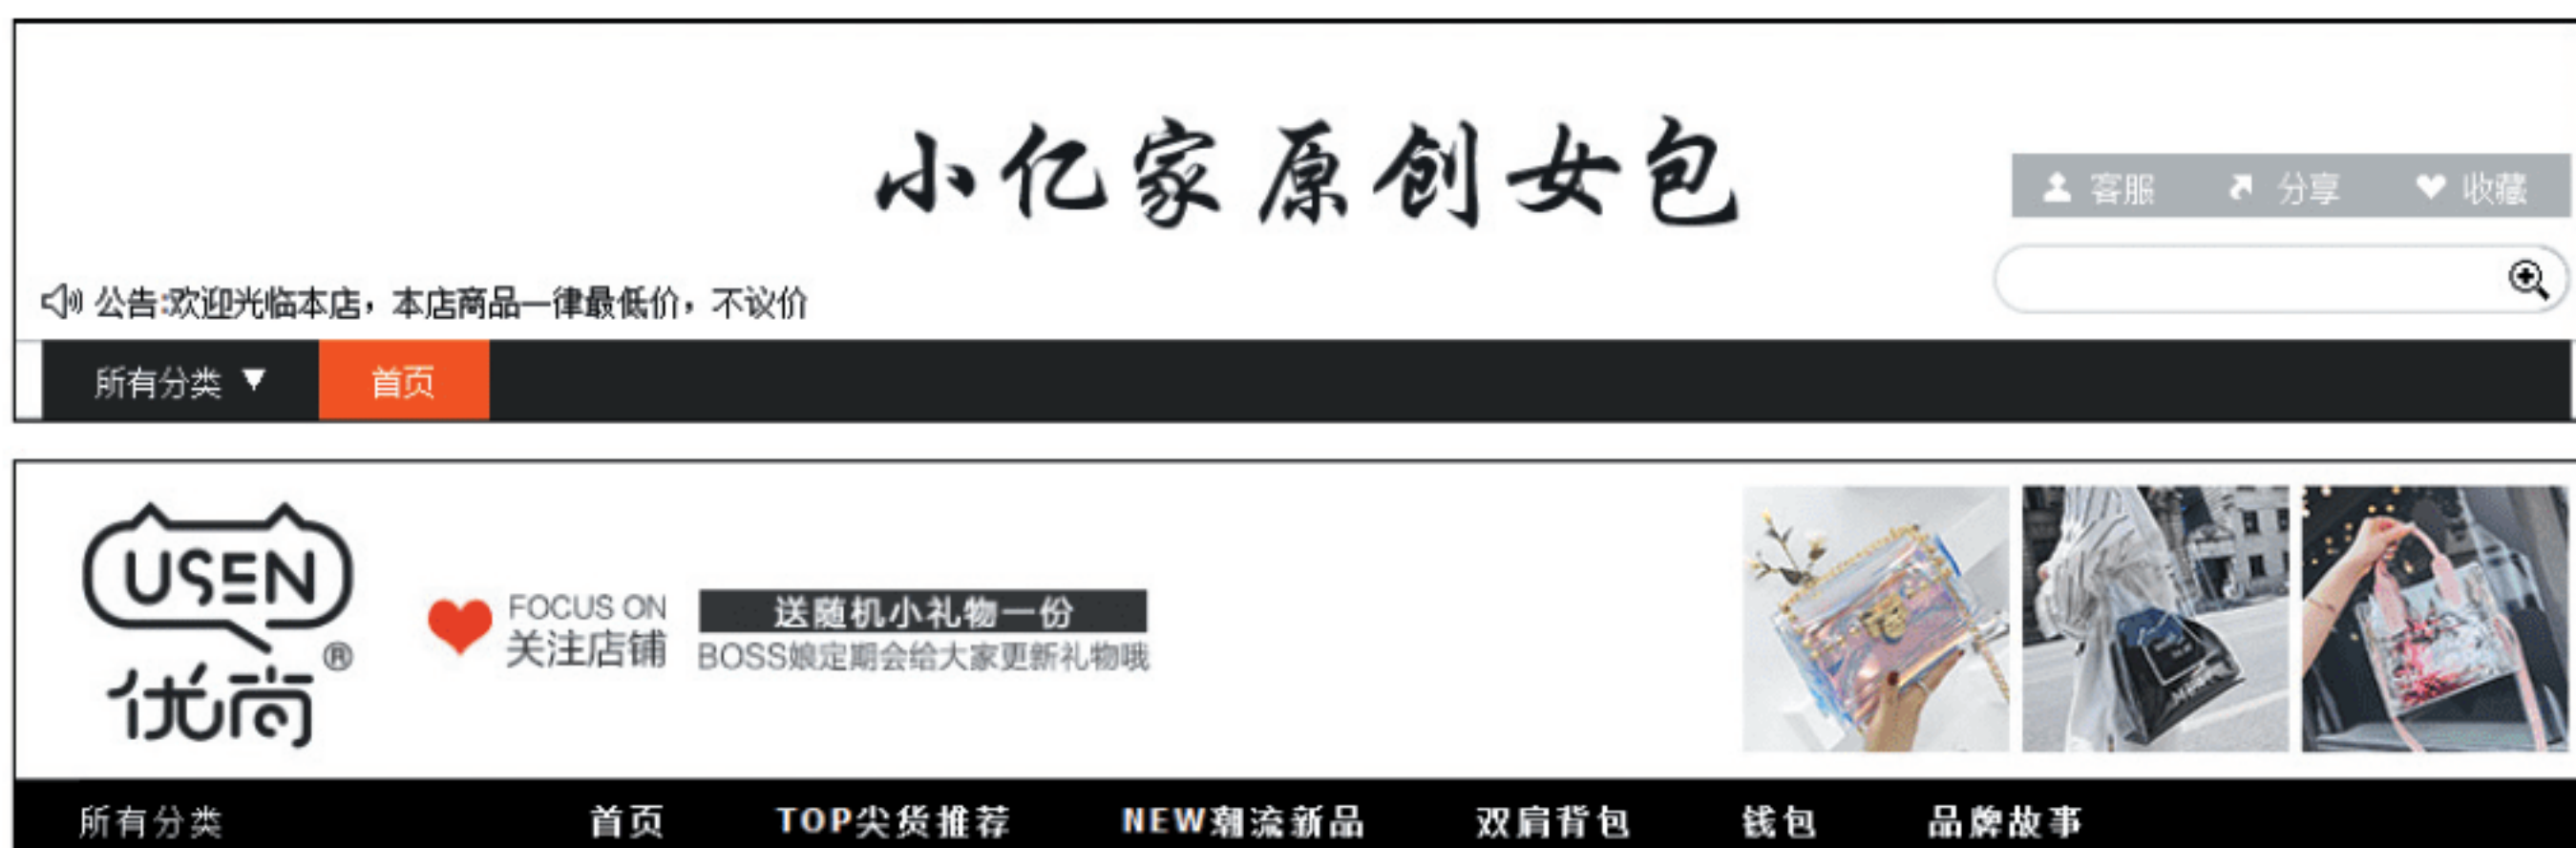 小亿家原创女包
客服 分享 收藏
公告:欢迎光临本店，本店商品一律最低价，不议价
所有分类 ▼ 首页
USEN
优尚®
FOCUS ON
关注店铺
送随机小礼物一份
BOSS娘定期会给大家更新礼物哦
所有分类 首页 TOP尖货推荐 NEW潮流新品 双肩背包 钱包 品牌故事